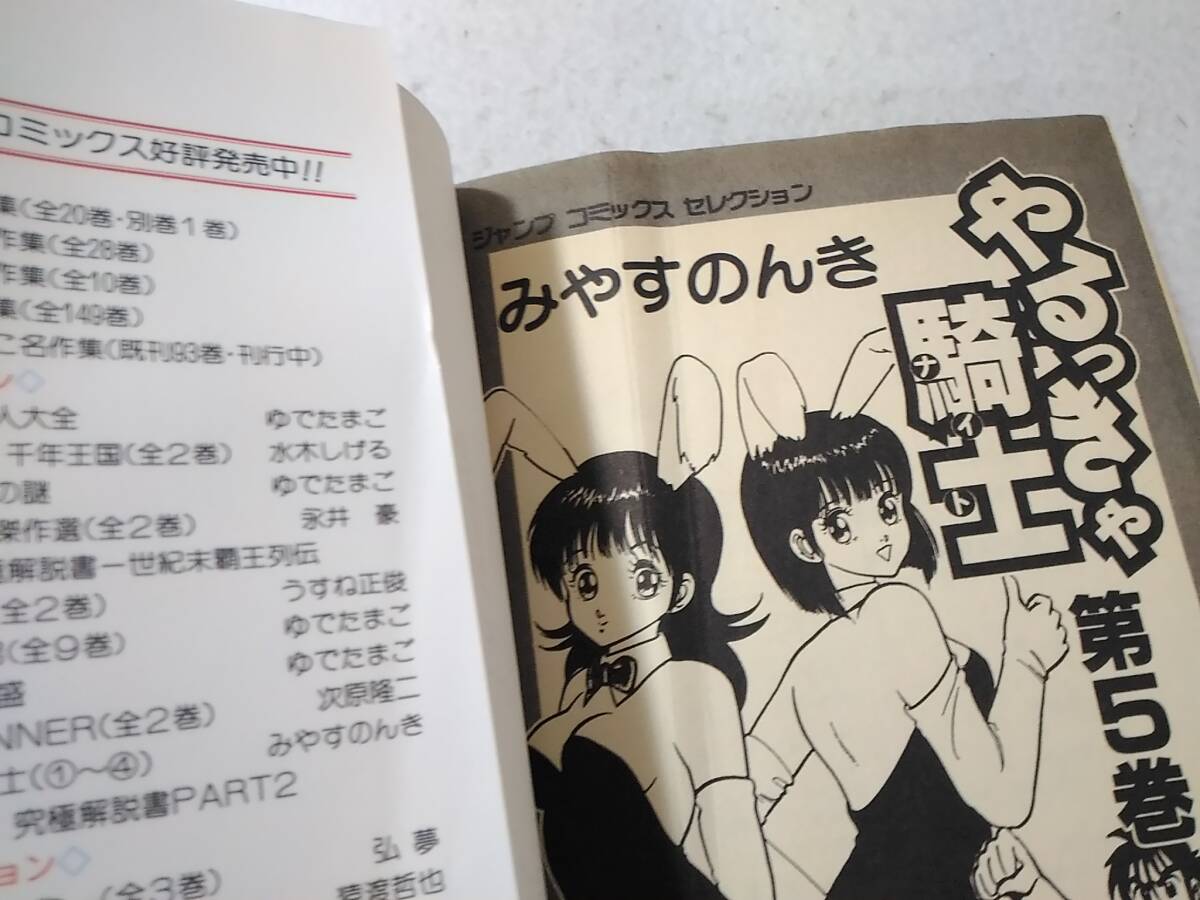 コミックス好評発売中!!
集(全20巻・別巻1巻)
作集(全28巻)
作集(全10巻)
集(全149巻)
こ名作集(既刊93巻・刊行中)
ン◇
人大全 ゆでたまご
千年王国(全2巻) 水木しげる
の謎 ゆでたまご
傑作選(全2巻) 永井 豪
解説書―世紀末覇王列伝
全2巻) うすね正俊
(全9巻) ゆでたまご
盛 ゆでたまご
NNER(全2巻) 次原隆二
士(①～④) みやすのんき
究極解説書PART2
ョン◇
弘 夢
(全3巻) 猿渡哲也
ジャンプ コミックス セレクション
みやすのんき
やるっきゃ
騎士
ナイト
第5巻